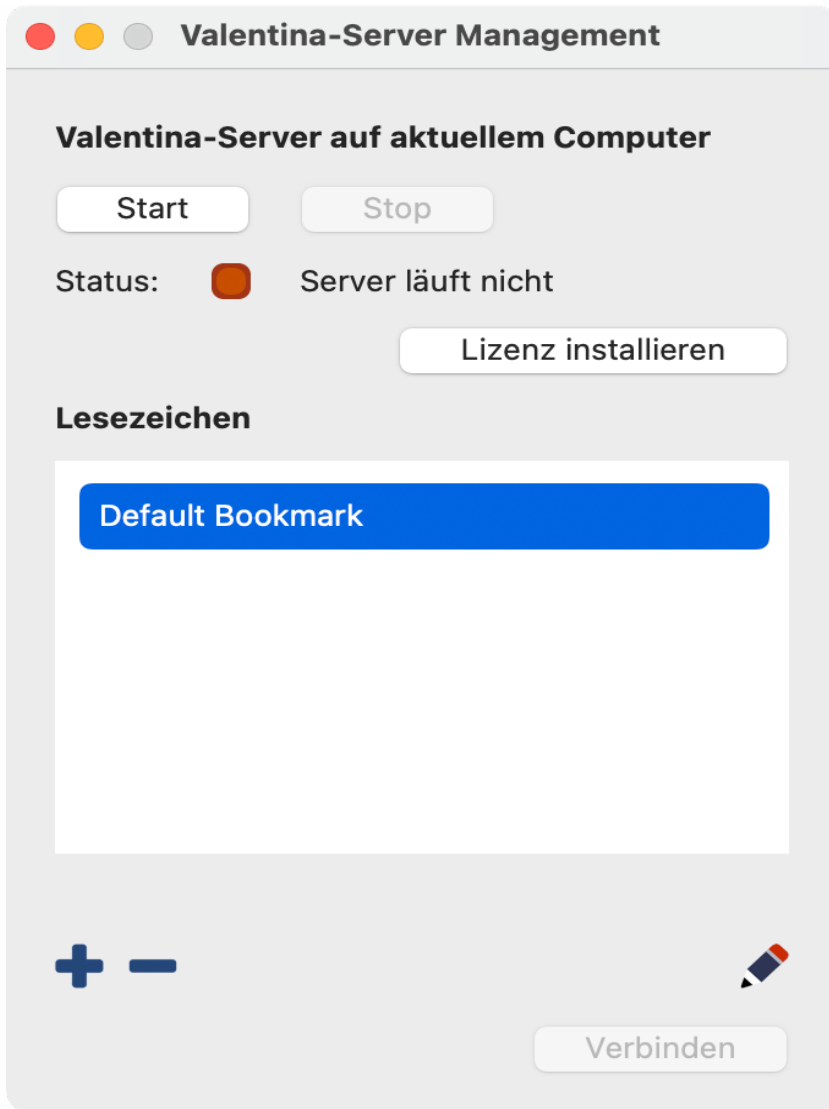 Valentina-Server Management
Valentina-Server auf aktuellem Computer
Start Stop
Status: Server läuft nicht
Lizenz installieren
Lesezeichen
Default Bookmark
Verbinden